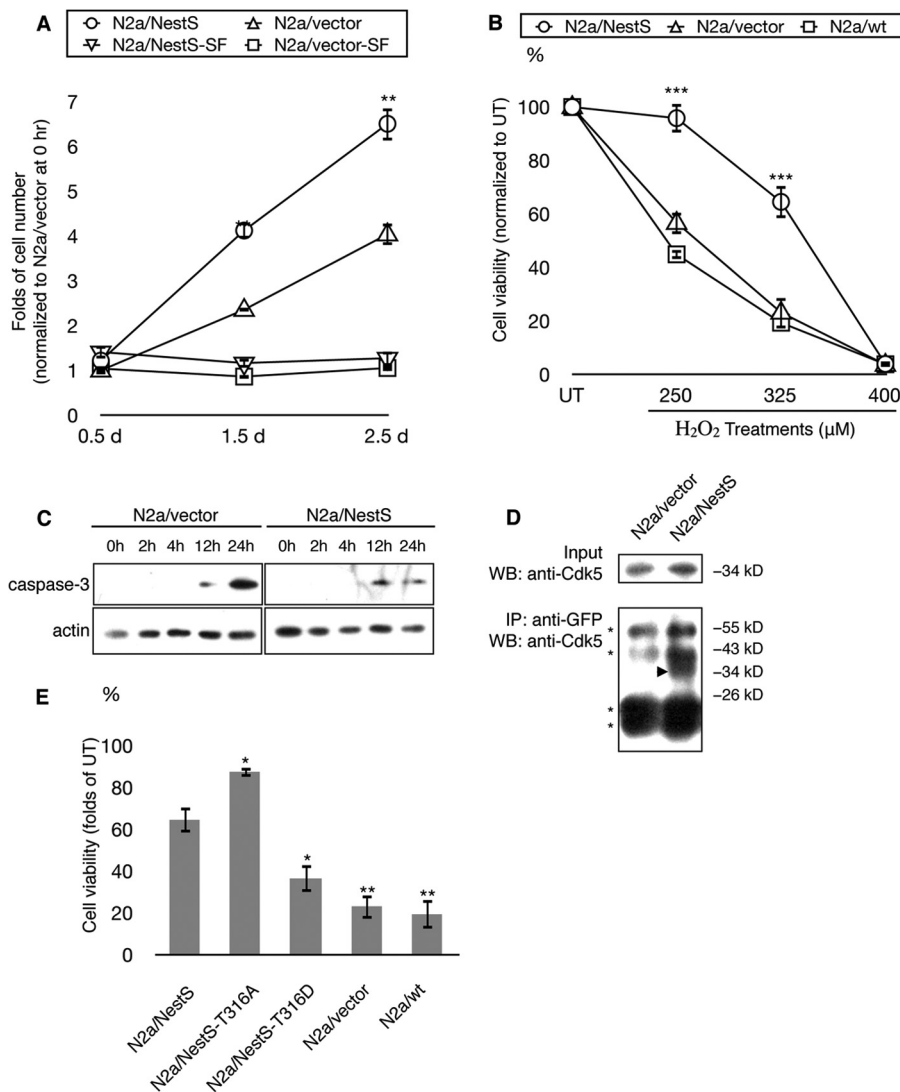 A
N2a/NestS N2a/vector
N2a/NestS-SF N2a/vector-SF
Folds of cell number
(normalized to N2a/vector at 0 hr)
7
6
5
4
3
2
1
0
**
**
0.5 d 1.5 d 2.5 d
B
N2a/NestS N2a/vector N2a/wt
%
Cell viability (normalized to UT)
100
80
60
40
20
0
***
***
UT 250 325 400
H₂O₂ Treatments (μM)
C
N2a/vector N2a/NestS
0h 2h 4h 12h 24h 0h 2h 4h 12h 24h
caspase-3
actin
D
N2a/vector N2a/NestS
Input
WB: anti-Cdk5
–34 kD
IP: anti-GFP
WB: anti-Cdk5
* –55 kD
* –43 kD
–34 kD
–26 kD
*
*
E
%
Cell viability (folds of UT)
100
80
60
40
20
0
* * ** **
N2a/NestS
N2a/NestS-T316A
N2a/NestS-T316D
N2a/vector
N2a/wt